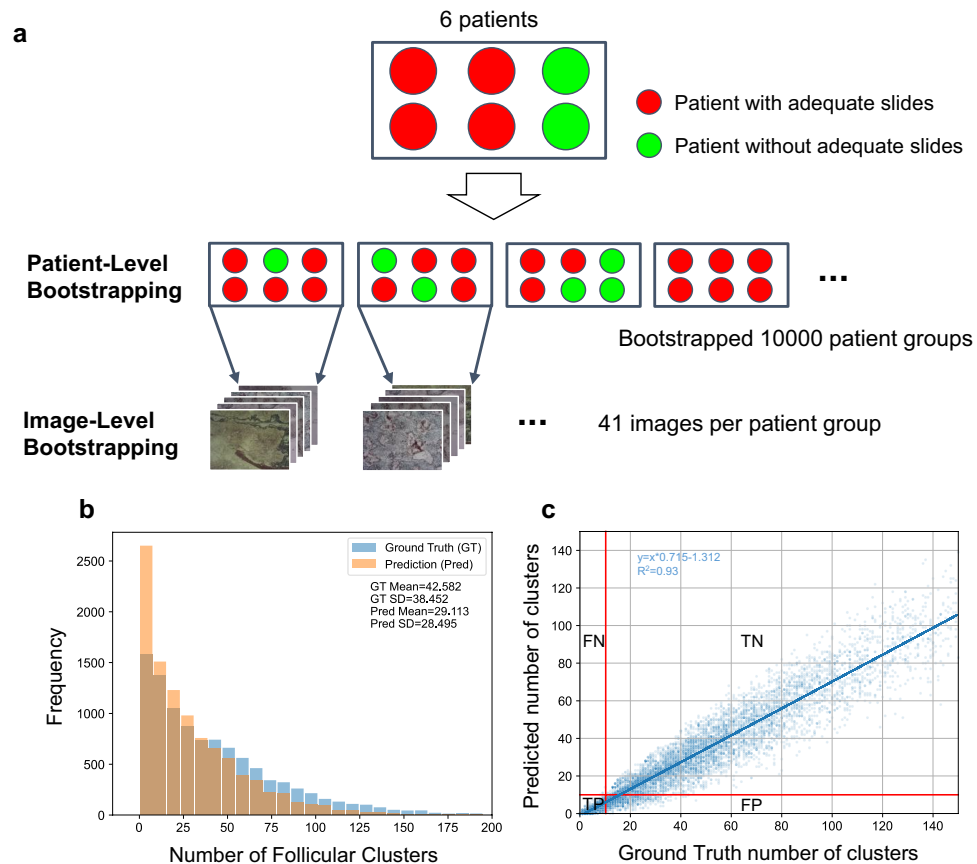 a
6 patients
Patient with adequate slides
Patient without adequate slides
Patient-Level
Bootstrapping
...
Bootstrapped 10000 patient groups
Image-Level
Bootstrapping
...
41 images per patient group
b
Ground Truth (GT)
Prediction (Pred)
GT Mean=42.582
GT SD=38.452
Pred Mean=29.113
Pred SD=28.495
Frequency
2500
2000
1500
1000
500
0
0 25 50 75 100 125 150 175 200
Number of Follicular Clusters
c
y=x*0.715-1.312
R²=0.93
Predicted number of clusters
140
120
100
80
60
40
20
0
FN
TN
TP
FP
0 20 40 60 80 100 120 140
Ground Truth number of clusters